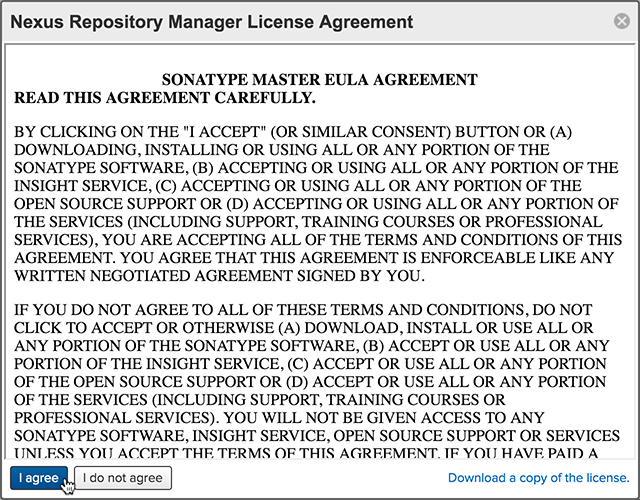 Nexus Repository Manager License Agreement
SONATYPE MASTER EULA AGREEMENT
READ THIS AGREEMENT CAREFULLY.
BY CLICKING ON THE "I ACCEPT" (OR SIMILAR CONSENT) BUTTON OR (A)
DOWNLOADING, INSTALLING OR USING ALL OR ANY PORTION OF THE
SONATYPE SOFTWARE, (B) ACCEPTING OR USING ALL OR ANY PORTION OF THE
INSIGHT SERVICE, (C) ACCEPTING OR USING ALL OR ANY PORTION OF THE
OPEN SOURCE SUPPORT OR (D) ACCEPTING OR USING ALL OR ANY PORTION OF
THE SERVICES (INCLUDING SUPPORT, TRAINING COURSES OR PROFESSIONAL
SERVICES), YOU ARE ACCEPTING ALL OF THE TERMS AND CONDITIONS OF THIS
AGREEMENT. YOU AGREE THAT THIS AGREEMENT IS ENFORCEABLE LIKE ANY
WRITTEN NEGOTIATED AGREEMENT SIGNED BY YOU.
IF YOU DO NOT AGREE TO ALL OF THESE TERMS AND CONDITIONS, DO NOT
CLICK TO ACCEPT OR OTHERWISE (A) DOWNLOAD, INSTALL OR USE ALL OR
ANY PORTION OF THE SONATYPE SOFTWARE, (B) ACCEPT OR USE ALL OR ANY
PORTION OF THE INSIGHT SERVICE, (C) ACCEPT OR USE ALL OR ANY PORTION
OF THE OPEN SOURCE SUPPORT OR (D) ACCEPT OR USE ALL OR ANY PORTION
OF THE SERVICES (INCLUDING SUPPORT, TRAINING COURSES OR
PROFESSIONAL SERVICES). YOU WILL NOT BE GIVEN ACCESS TO ANY
SONATYPE SOFTWARE, INSIGHT SERVICE, OPEN SOURCE SUPPORT OR SERVICES
UNLESS YOU ACCEPT THE TERMS OF THIS AGREEMENT. IF YOU HAVE PAID A
I agree
I do not agree
Download a copy of the license.